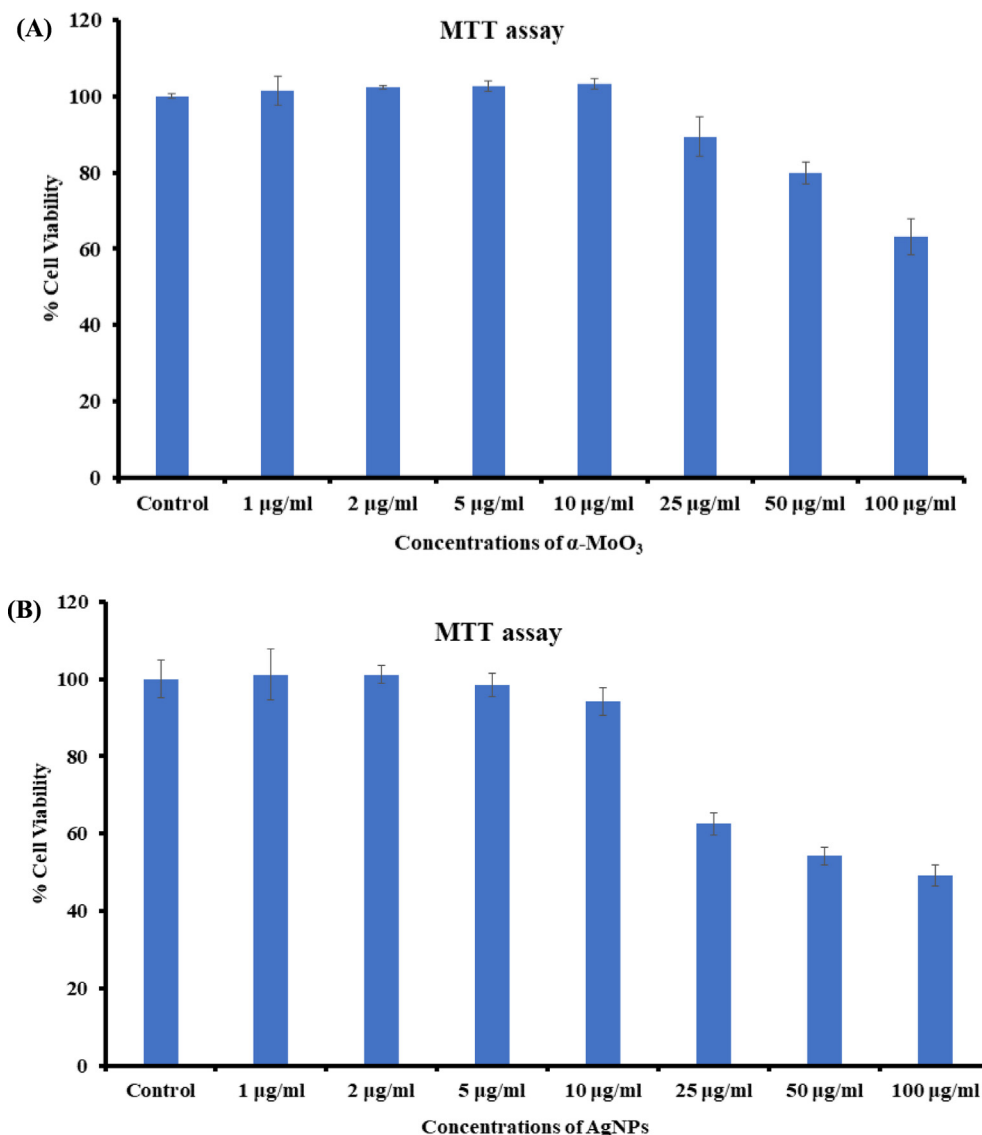 (A)
MTT assay
120
100
80
60
40
20
0
% Cell Viability
Control 1 μg/ml 2 μg/ml 5 μg/ml 10 μg/ml 25 μg/ml 50 μg/ml 100 μg/ml
Concentrations of α-MoO₃
(B)
MTT assay
120
100
80
60
40
20
0
% Cell Viability
Control 1 μg/ml 2 μg/ml 5 μg/ml 10 μg/ml 25 μg/ml 50 μg/ml 100 μg/ml
Concentrations of AgNPs